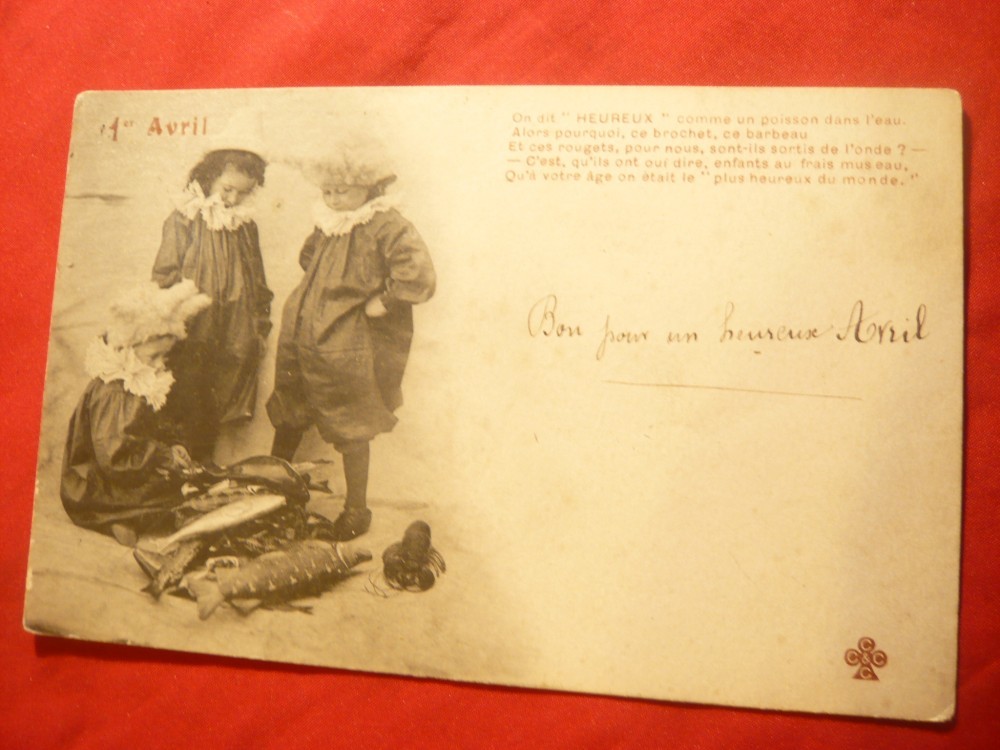 1er Avril
On dit " HEUREUX " comme un poisson dans l'eau.
Alors pourquoi, ce brochet, ce barbeau
Et ces rougets, pour nous, sont-ils sortis de l'onde ? —
— C'est, qu'ils ont ouï dire, enfants au frais museau,
Qu'à votre âge on était le " plus heureux du monde. "
Bon pour un heureux Avril
C
C & C
C